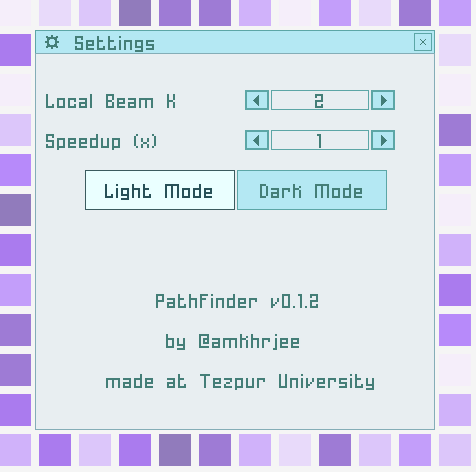 Settings
Local Beam K 2
Speedup (x) 1
Light Mode Dark Mode
PathFinder v0.1.2
by @amkhrjee
made at Tezpur University